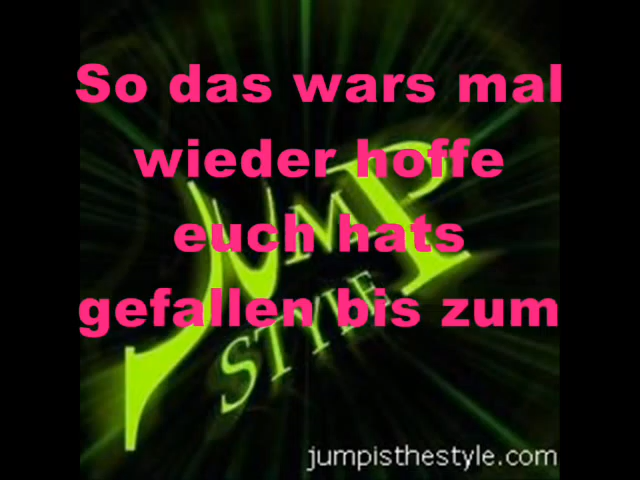 So das wars mal
wieder hoffe
euch hats
gefallen bis zum
JUMP
STYLE
jumpisthestyle.com